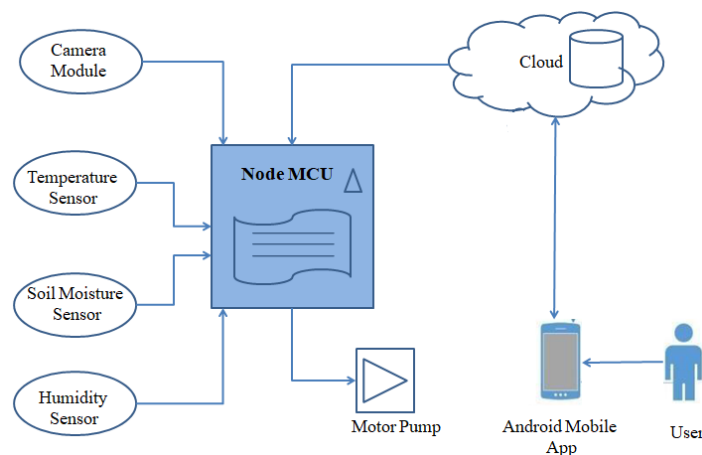 Camera
Module
Cloud
Node MCU
Temperature
Sensor
Soil Moisture
Sensor
Humidity
Sensor
Motor Pump
Android Mobile
App
User